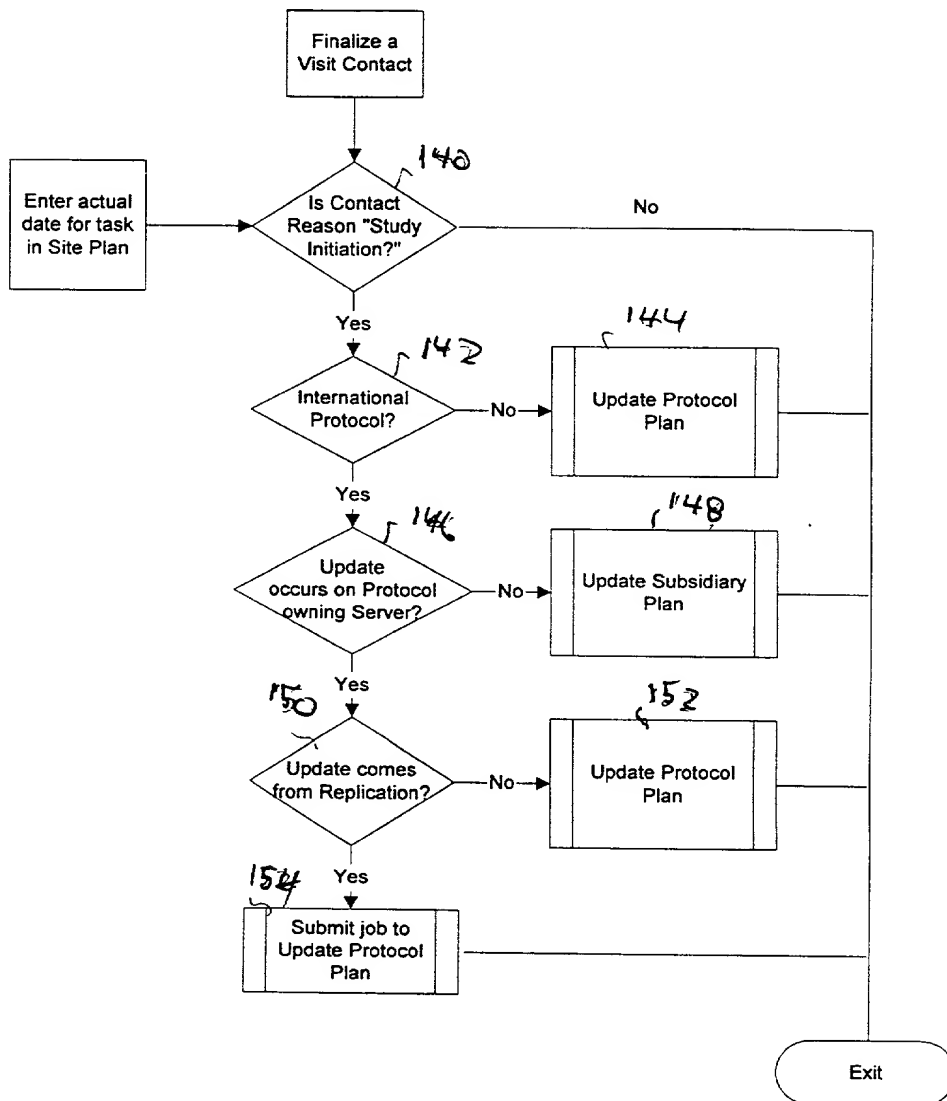 Finalize a
Visit Contact
140
Enter actual
date for task
in Site Plan
Is Contact
Reason "Study
Initiation?"
No
Yes
142
144
International
Protocol?
No
Update Protocol
Plan
Yes
146
148
Update
occurs on Protocol
owning Server?
No
Update Subsidiary
Plan
Yes
150
152
Update comes
from Replication?
No
Update Protocol
Plan
Yes
154
Submit job to
Update Protocol
Plan
Exit